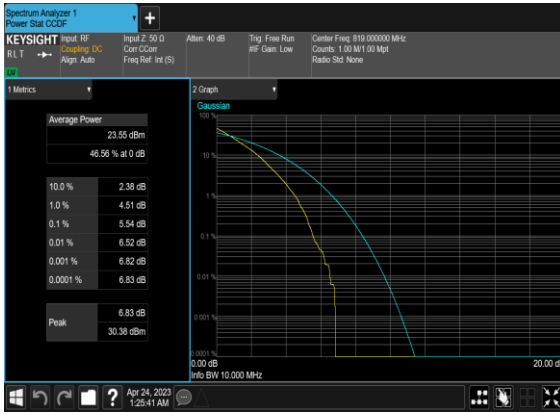 Spectrum Analyzer 1
Power Stat CCDF
KEYSIGHT
RLT
Input: RF
Coupling: DC
Align: Auto
Input Z: 50 Ω
Corr CCorr
Freq Ref: Int (S)
Atten: 40 dB
Trig: Free Run
#IF Gain: Low
Center Freq: 819.000000 MHz
Counts: 1.00 M/1.00 Mpt
Radio Std: None
1 Metrics
Average Power
23.55 dBm
46.56 % at 0 dB
10.0 % 2.38 dB
1.0 % 4.51 dB
0.1 % 5.54 dB
0.01 % 6.52 dB
0.001 % 6.82 dB
0.0001 % 6.83 dB
Peak
6.83 dB
30.38 dBm
2 Graph
Gaussian
100 %
10 %
1 %
0.1 %
0.01 %
0.001 %
0.0001 %
0.00 dB
20.00 d
Info BW 10.000 MHz
?
Apr 24, 2023
1:25:41 AM